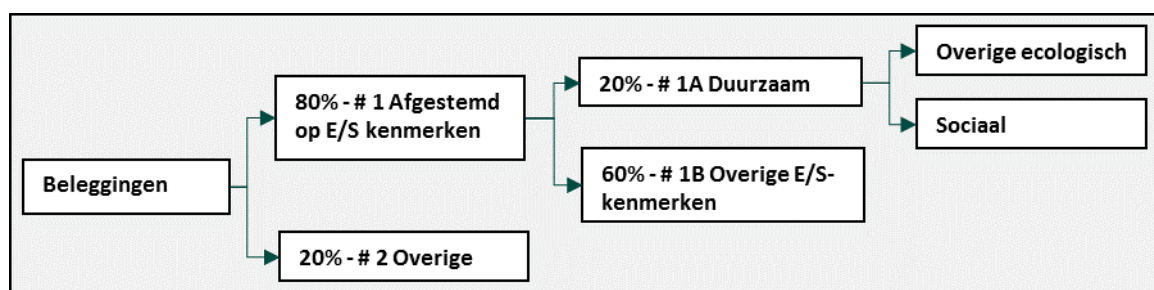 Beleggingen
80% - # 1 Afgestemd
op E/S kenmerken
20% - # 2 Overige
20% - # 1A Duurzaam
60% - # 1B Overige E/S-
kenmerken
Overige ecologisch
Sociaal